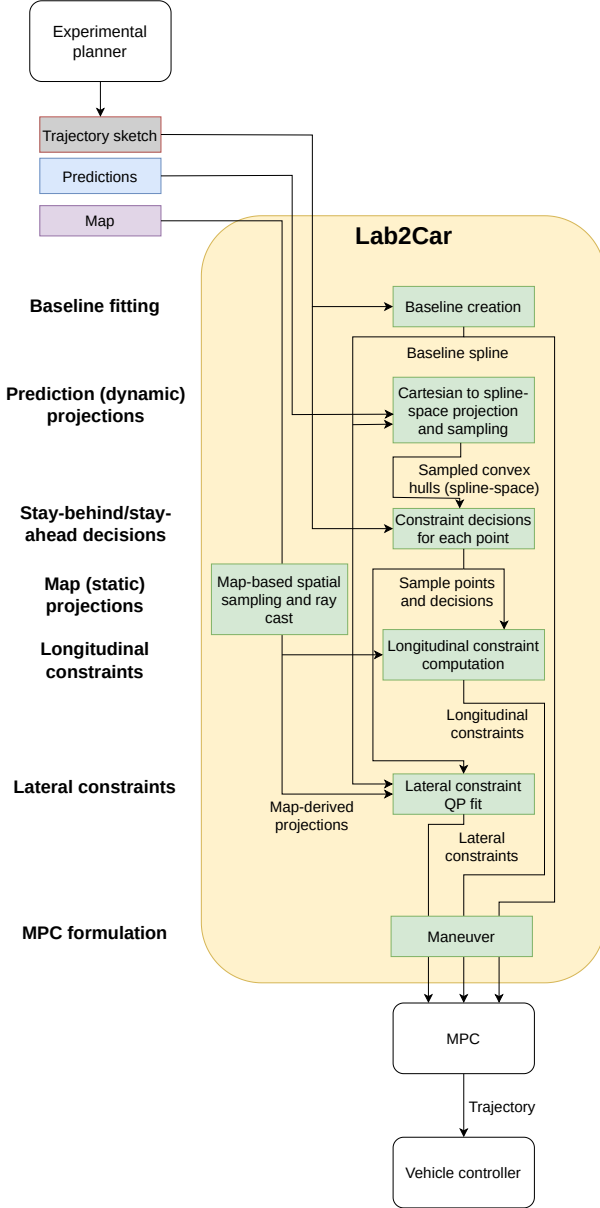 Experimental
planner
Trajectory sketch
Predictions
Map
Lab2Car
Baseline fitting
Baseline creation
Baseline spline
Prediction (dynamic)
projections
Cartesian to spline-
space projection
and sampling
Sampled convex
hulls (spline-space)
Stay-behind/stay-
ahead decisions
Constraint decisions
for each point
Map (static)
projections
Map-based spatial
sampling and ray
cast
Sample points
and decisions
Longitudinal
constraints
Longitudinal constraint
computation
Longitudinal
constraints
Lateral constraints
Lateral constraint
QP fit
Map-derived
projections
Lateral
constraints
MPC formulation
Maneuver
MPC
Trajectory
Vehicle controller